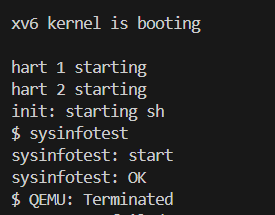 xv6 kernel is booting
hart 1 starting
hart 2 starting
init: starting sh
$ sysinfotest
sysinfotest: start
sysinfotest: OK
$ QEMU: Terminated